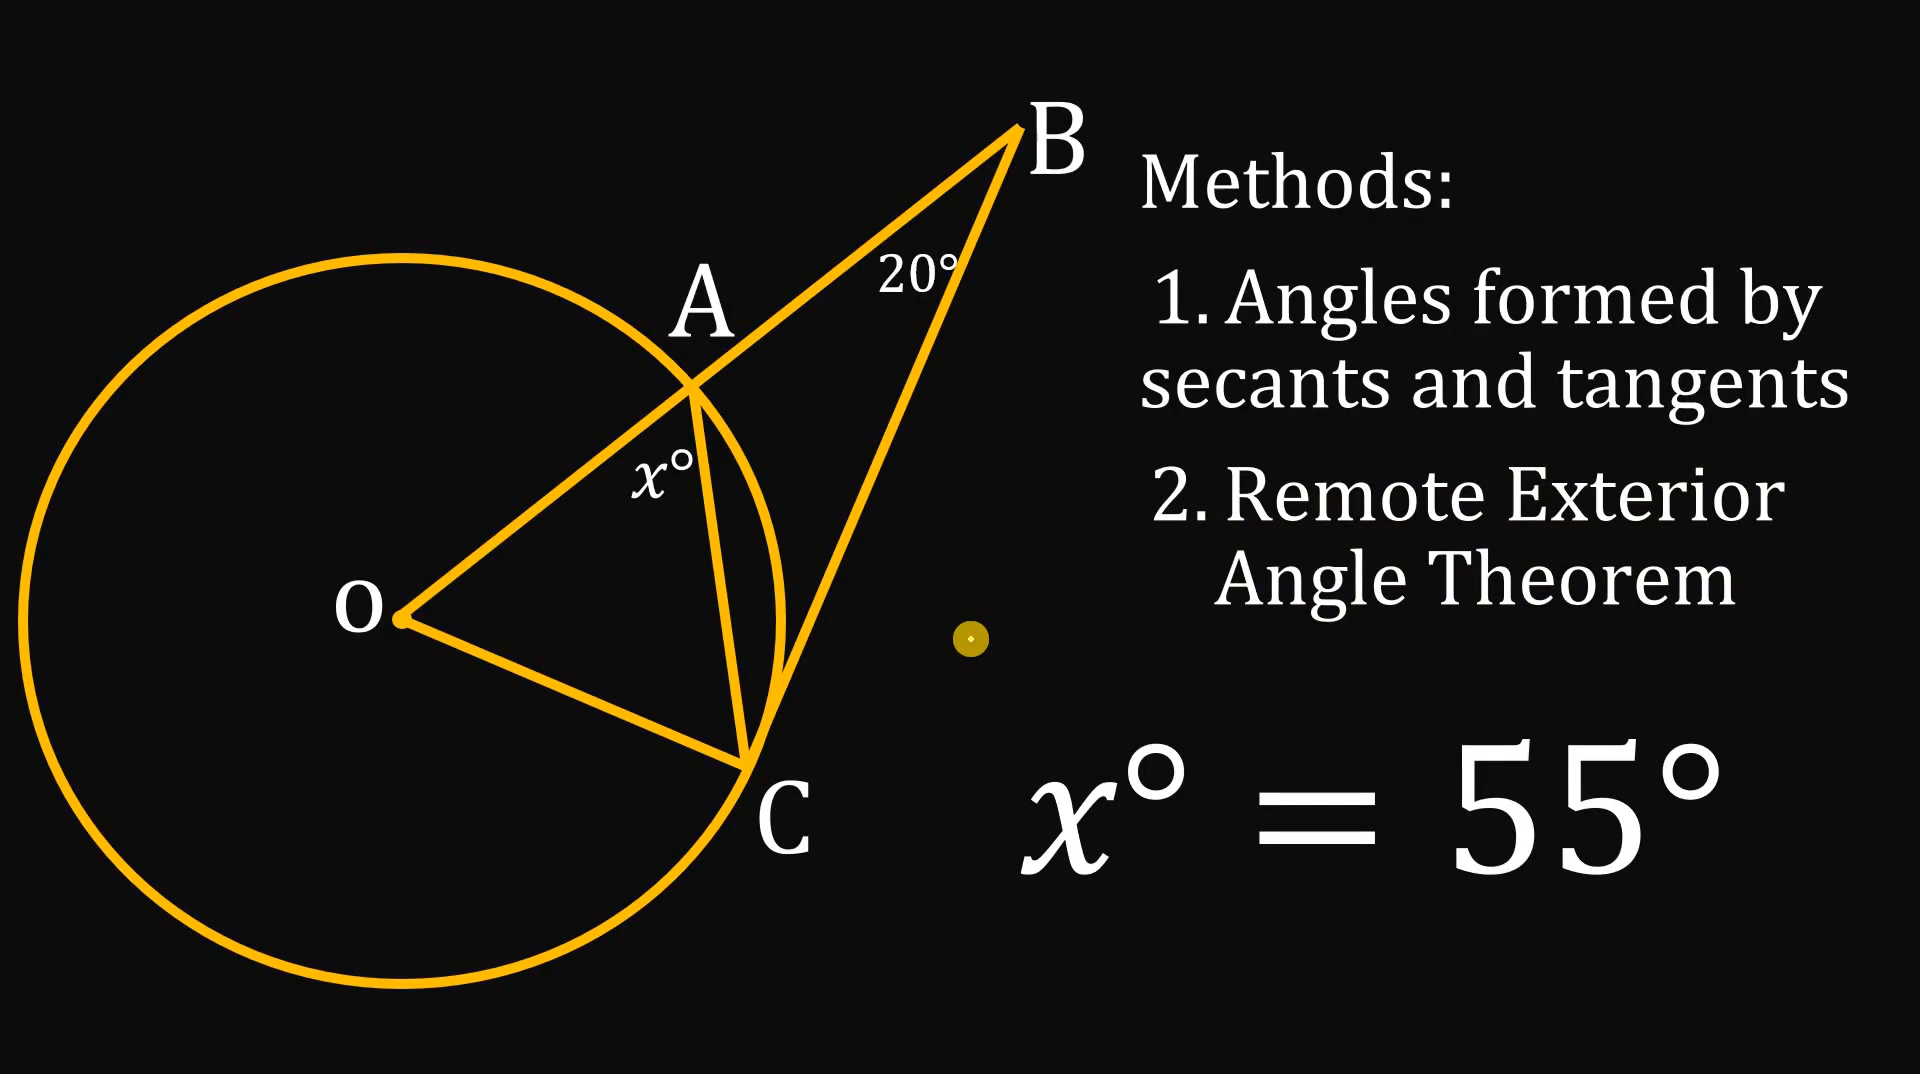 B
Methods:
A
20°
1. Angles formed by
secants and tangents
x°
2. Remote Exterior
Angle Theorem
O
C
x° = 55°